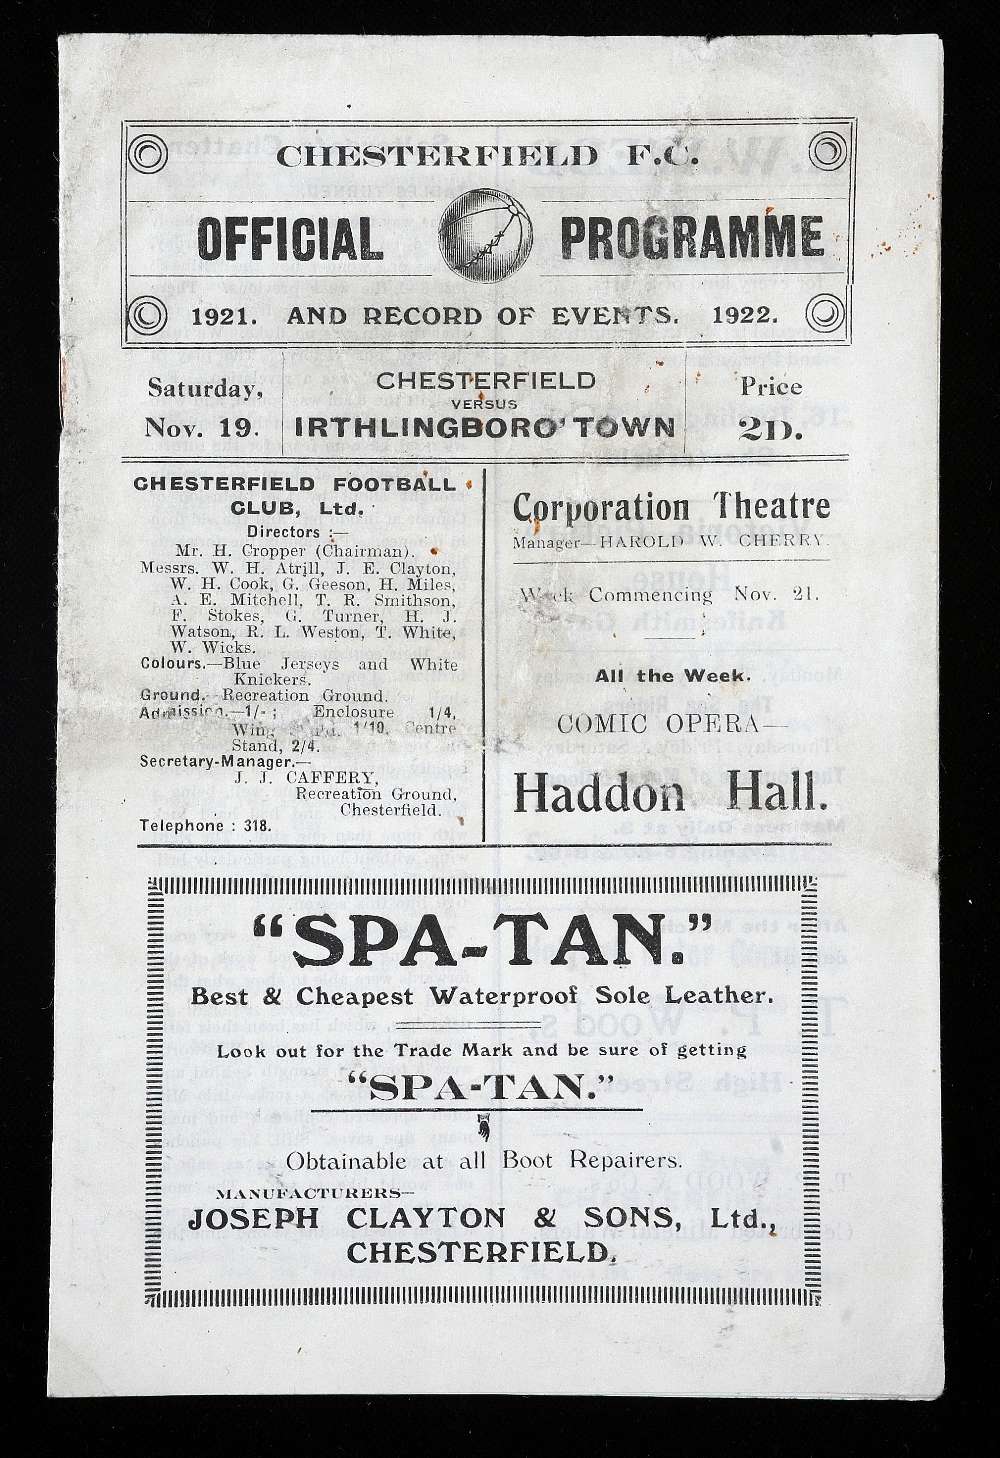 CHESTERFIELD F.C.
OFFICIAL PROGRAMME
1921. AND RECORD OF EVENTS. 1922.
Saturday,
Nov. 19.
CHESTERFIELD
VERSUS
IRTHLINGBORO' TOWN
Price
2D.
CHESTERFIELD FOOTBALL
CLUB, Ltd.
Directors :—
Mr. H. Cropper (Chairman).
Messrs. W. H. Atrill, J. E. Clayton,
W. H. Cook, G. Geeson, H. Miles,
A. E. Mitchell, T. R. Smithson,
F. Stokes, G. Turner, H. J.
Watson, R. L. Weston, T. White,
W. Wicks.
Colours.—Blue Jerseys and White
Knickers.
Ground.—Recreation Ground.
Admission.—1/- ; Enclosure 1/4,
Wing 1/10, Centre
Stand, 2/4.
Secretary-Manager.—
J. J. CAFFERY,
Recreation Ground,
Chesterfield.
Telephone : 318.
Corporation Theatre
Manager—HAROLD W. CHERRY.
Week Commencing Nov. 21.
All the Week.
COMIC OPERA—
Haddon Hall.
"SPA-TAN."
Best & Cheapest Waterproof Sole Leather.
Look out for the Trade Mark and be sure of getting
"SPA-TAN."
Obtainable at all Boot Repairers.
MANUFACTURERS—
JOSEPH CLAYTON & SONS, Ltd.,
CHESTERFIELD.